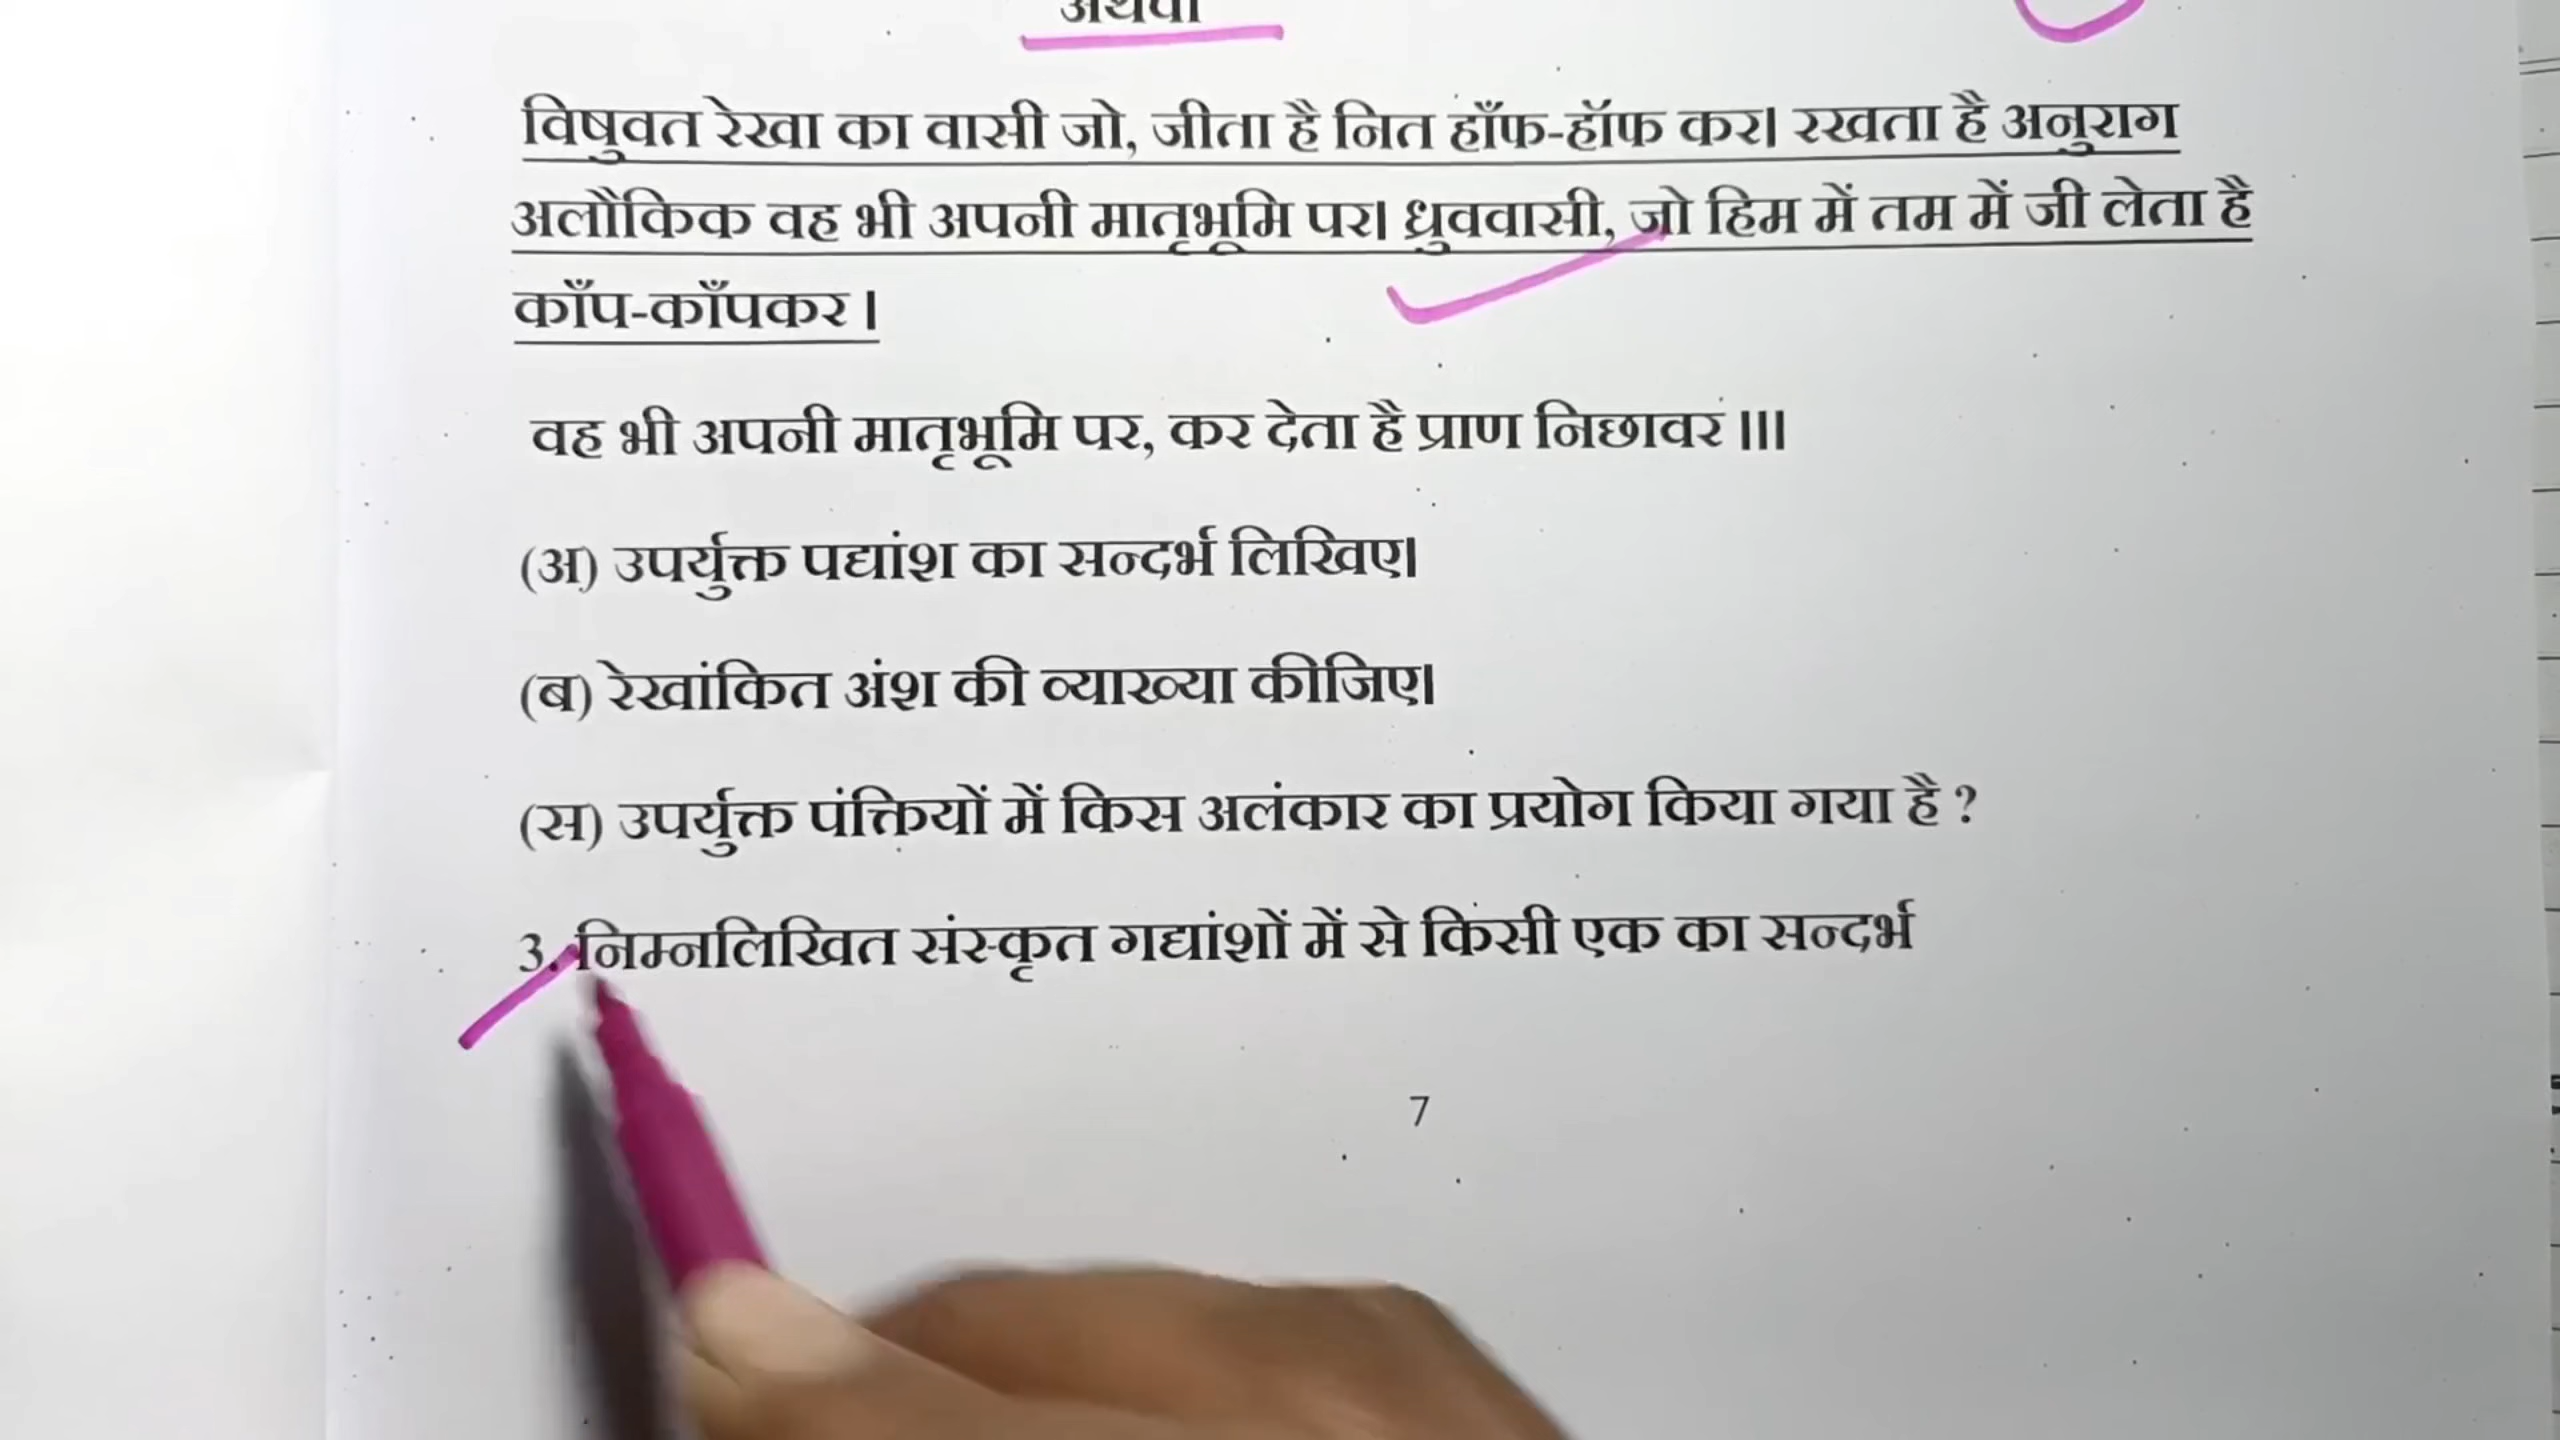 अथवा
विषुवत रेखा का वासी जो, जीता है नित हाँफ-हॉफ कर। रखता है अनुराग
अलौकिक वह भी अपनी मातृभूमि पर। ध्रुववासी, जो हिम में तम में जी लेता है
काँप-काँपकर ।
वह भी अपनी मातृभूमि पर, कर देता है प्राण निछावर ।।।
(अ) उपर्युक्त पद्यांश का सन्दर्भ लिखिए।
(ब) रेखांकित अंश की व्याख्या कीजिए।
(स) उपर्युक्त पंक्तियों में किस अलंकार का प्रयोग किया गया है ?
3. निम्नलिखित संस्कृत गद्यांशों में से किसी एक का सन्दर्भ
7